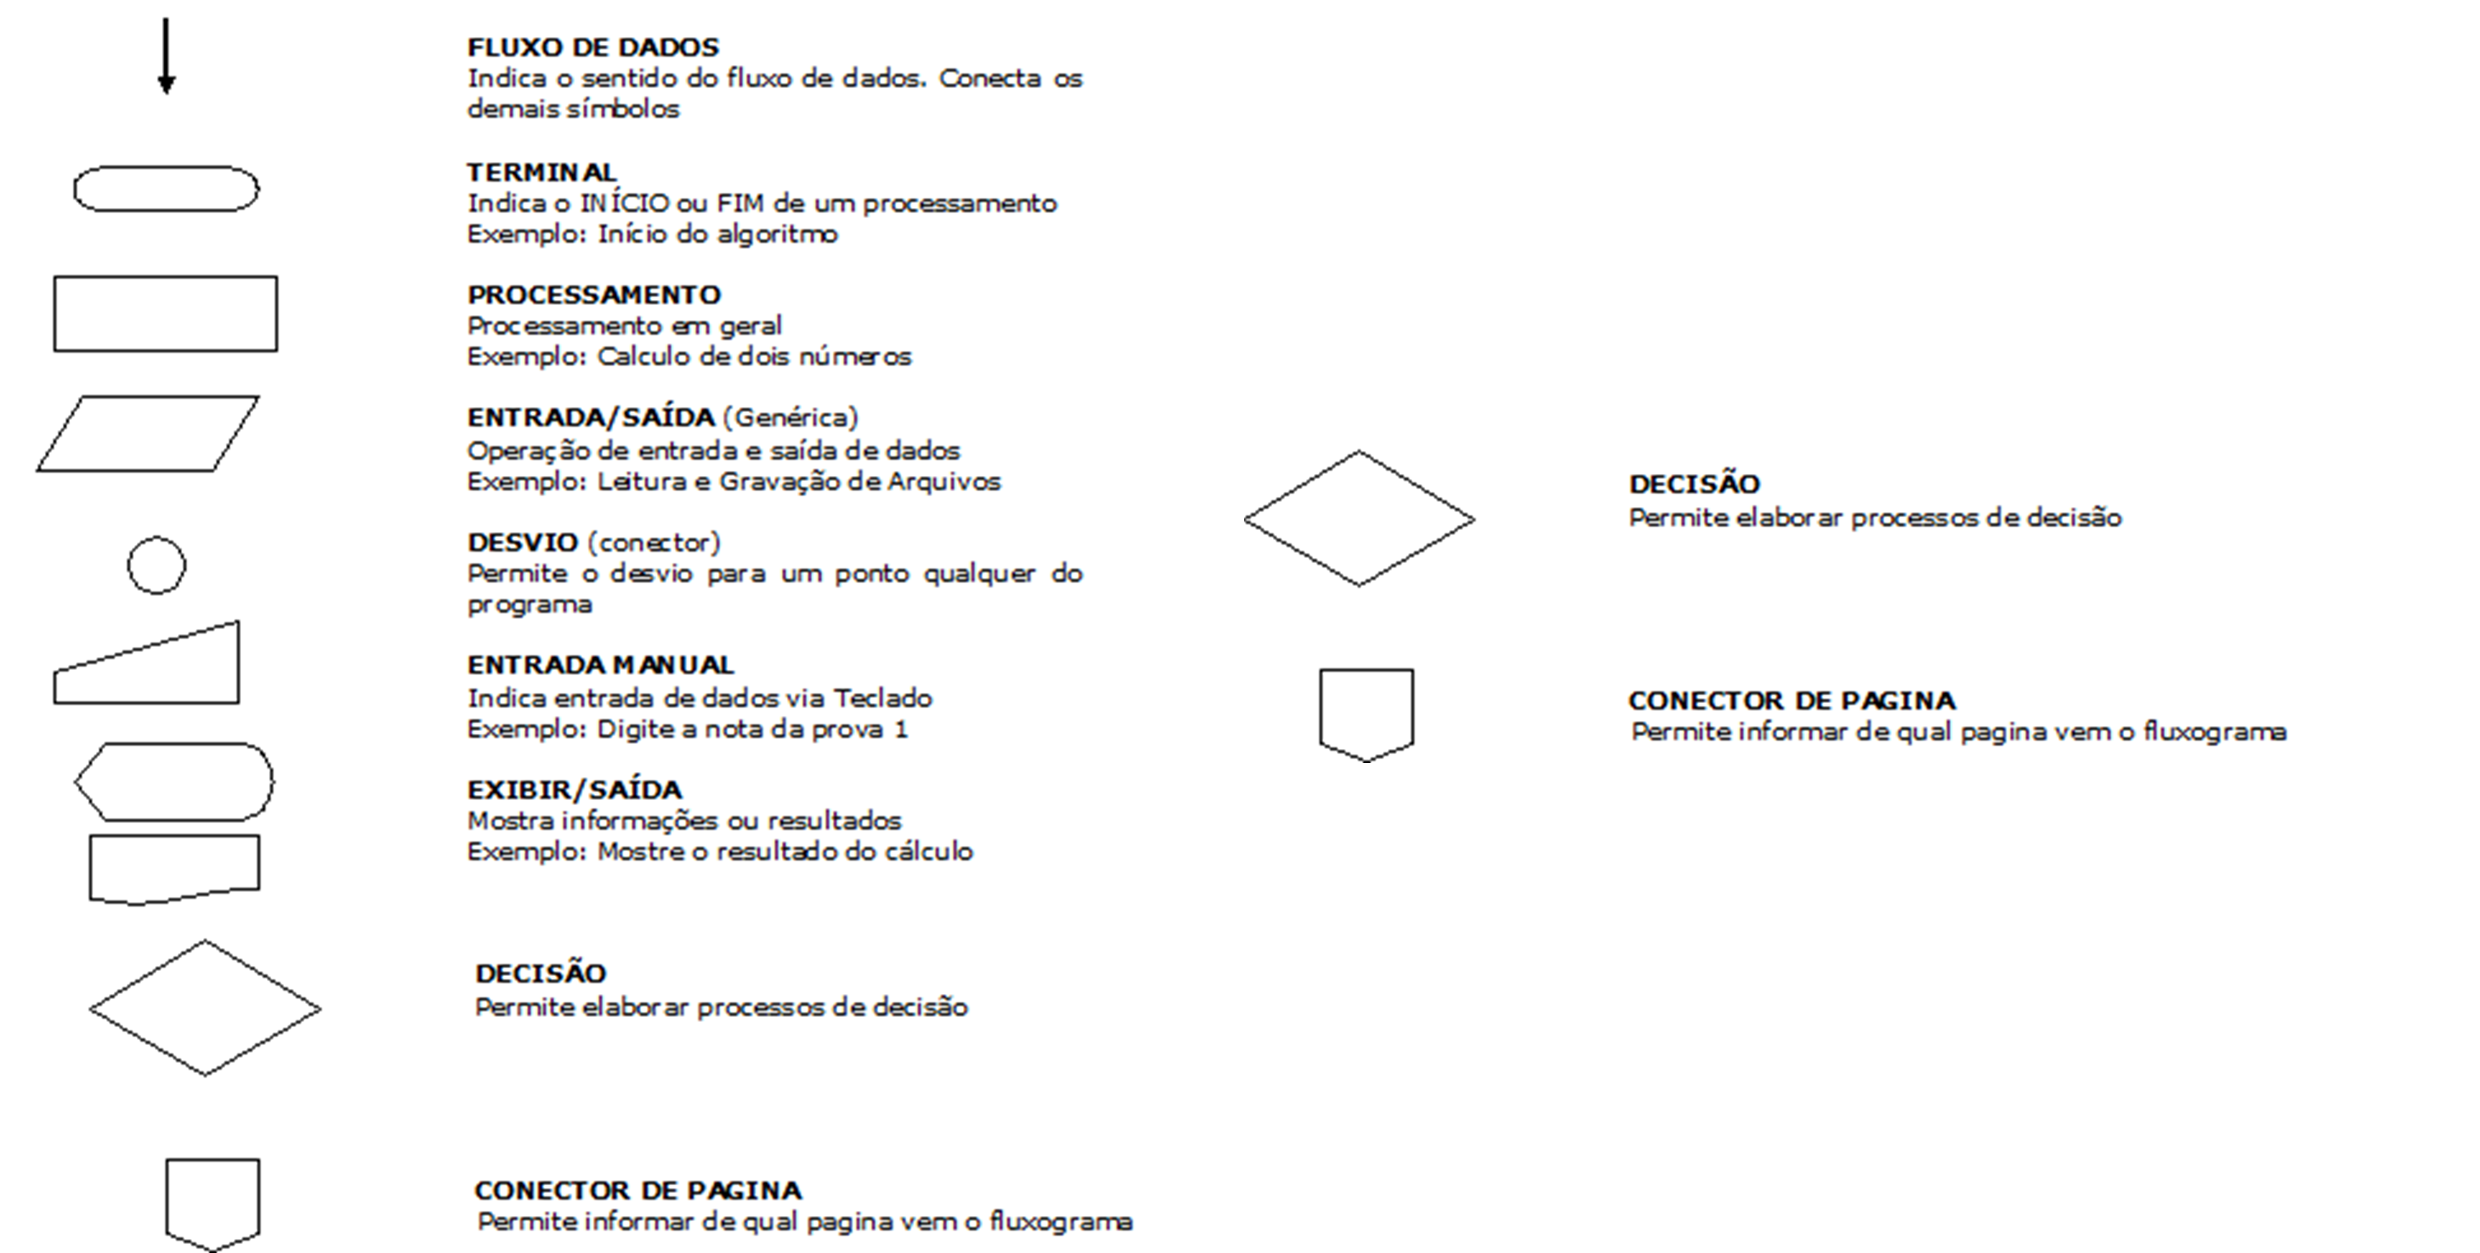 FLUXO DE DADOS
Indica o sentido do fluxo de dados. Conecta os
demais símbolos
TERMINAL
Indica o INÍCIO ou FIM de um processamento
Exemplo: Início do algoritmo
PROCESSAMENTO
Processamento em geral
Exemplo: Calculo de dois números
ENTRADA/SAÍDA (Genérica)
Operação de entrada e saída de dados
Exemplo: Leitura e Gravação de Arquivos
DESVIO (conector)
Permite o desvio para um ponto qualquer do
programa
ENTRADA MANUAL
Indica entrada de dados via Teclado
Exemplo: Digite a nota da prova 1
EXIBIR/SAÍDA
Mostra informações ou resultados
Exemplo: Mostre o resultado do cálculo
DECISÃO
Permite elaborar processos de decisão
CONECTOR DE PAGINA
Permite informar de qual pagina vem o fluxograma
DECISÃO
Permite elaborar processos de decisão
CONECTOR DE PAGINA
Permite informar de qual pagina vem o fluxograma